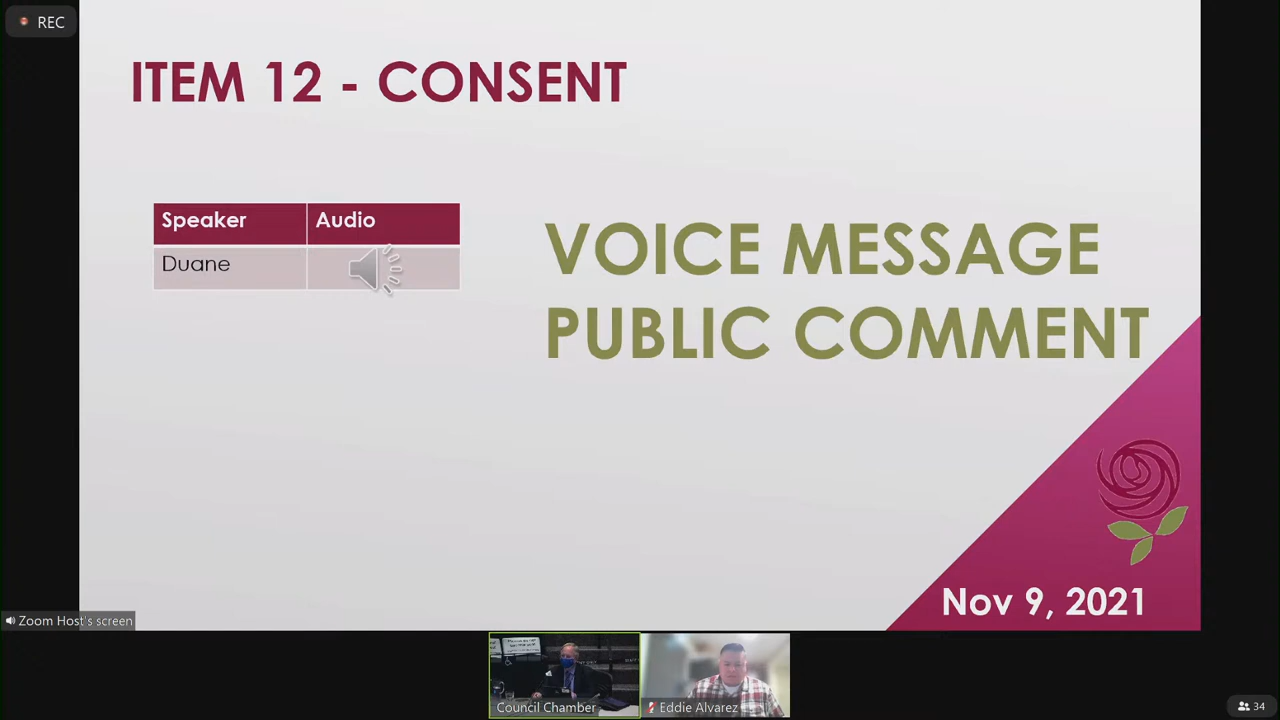 REC
ITEM 12 - CONSENT
Speaker Audio
Duane
VOICE MESSAGE
PUBLIC COMMENT
Nov 9, 2021
Zoom Host's screen
Council Chamber
Eddie Alvarez
34